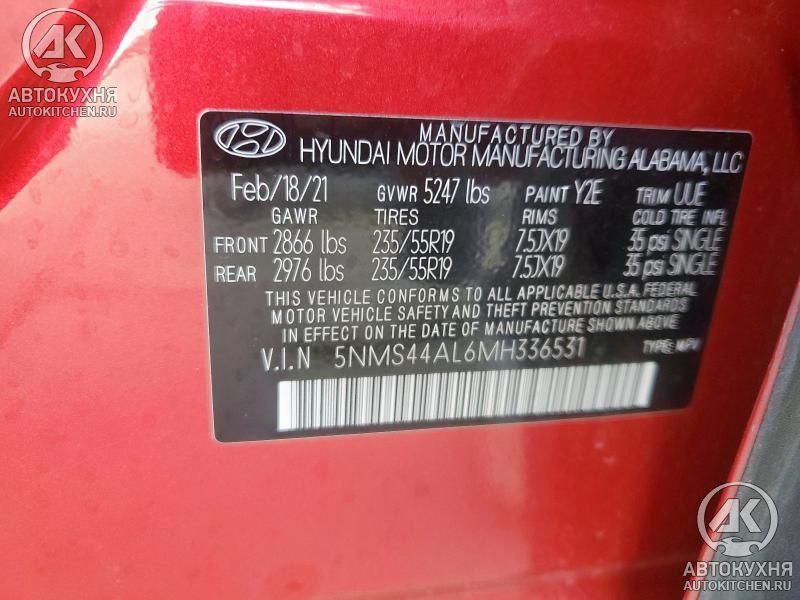 АК
АВТОКУХНЯ
AUTOKITCHEN.RU
MANUFACTURED BY
HYUNDAI MOTOR MANUFACTURING ALABAMA, LLC
Feb/18/21 GVWR 5247 lbs PAINT Y2E TRIM UUE
GAWR TIRES RIMS COLD TIRE INFL
FRONT 2866 lbs 235/55R19 7.5JX19 35 psi SINGLE
REAR 2976 lbs 235/55R19 7.5JX19 35 psi SINGLE
THIS VEHICLE CONFORMS TO ALL APPLICABLE U.S.A. FEDERAL
MOTOR VEHICLE SAFETY AND THEFT PREVENTION STANDARDS
IN EFFECT ON THE DATE OF MANUFACTURE SHOWN ABOVE.
V.I.N 5NMS44AL6MH336531 TYPE: MPV
АК
АВТОКУХНЯ
AUTOKITCHEN.RU